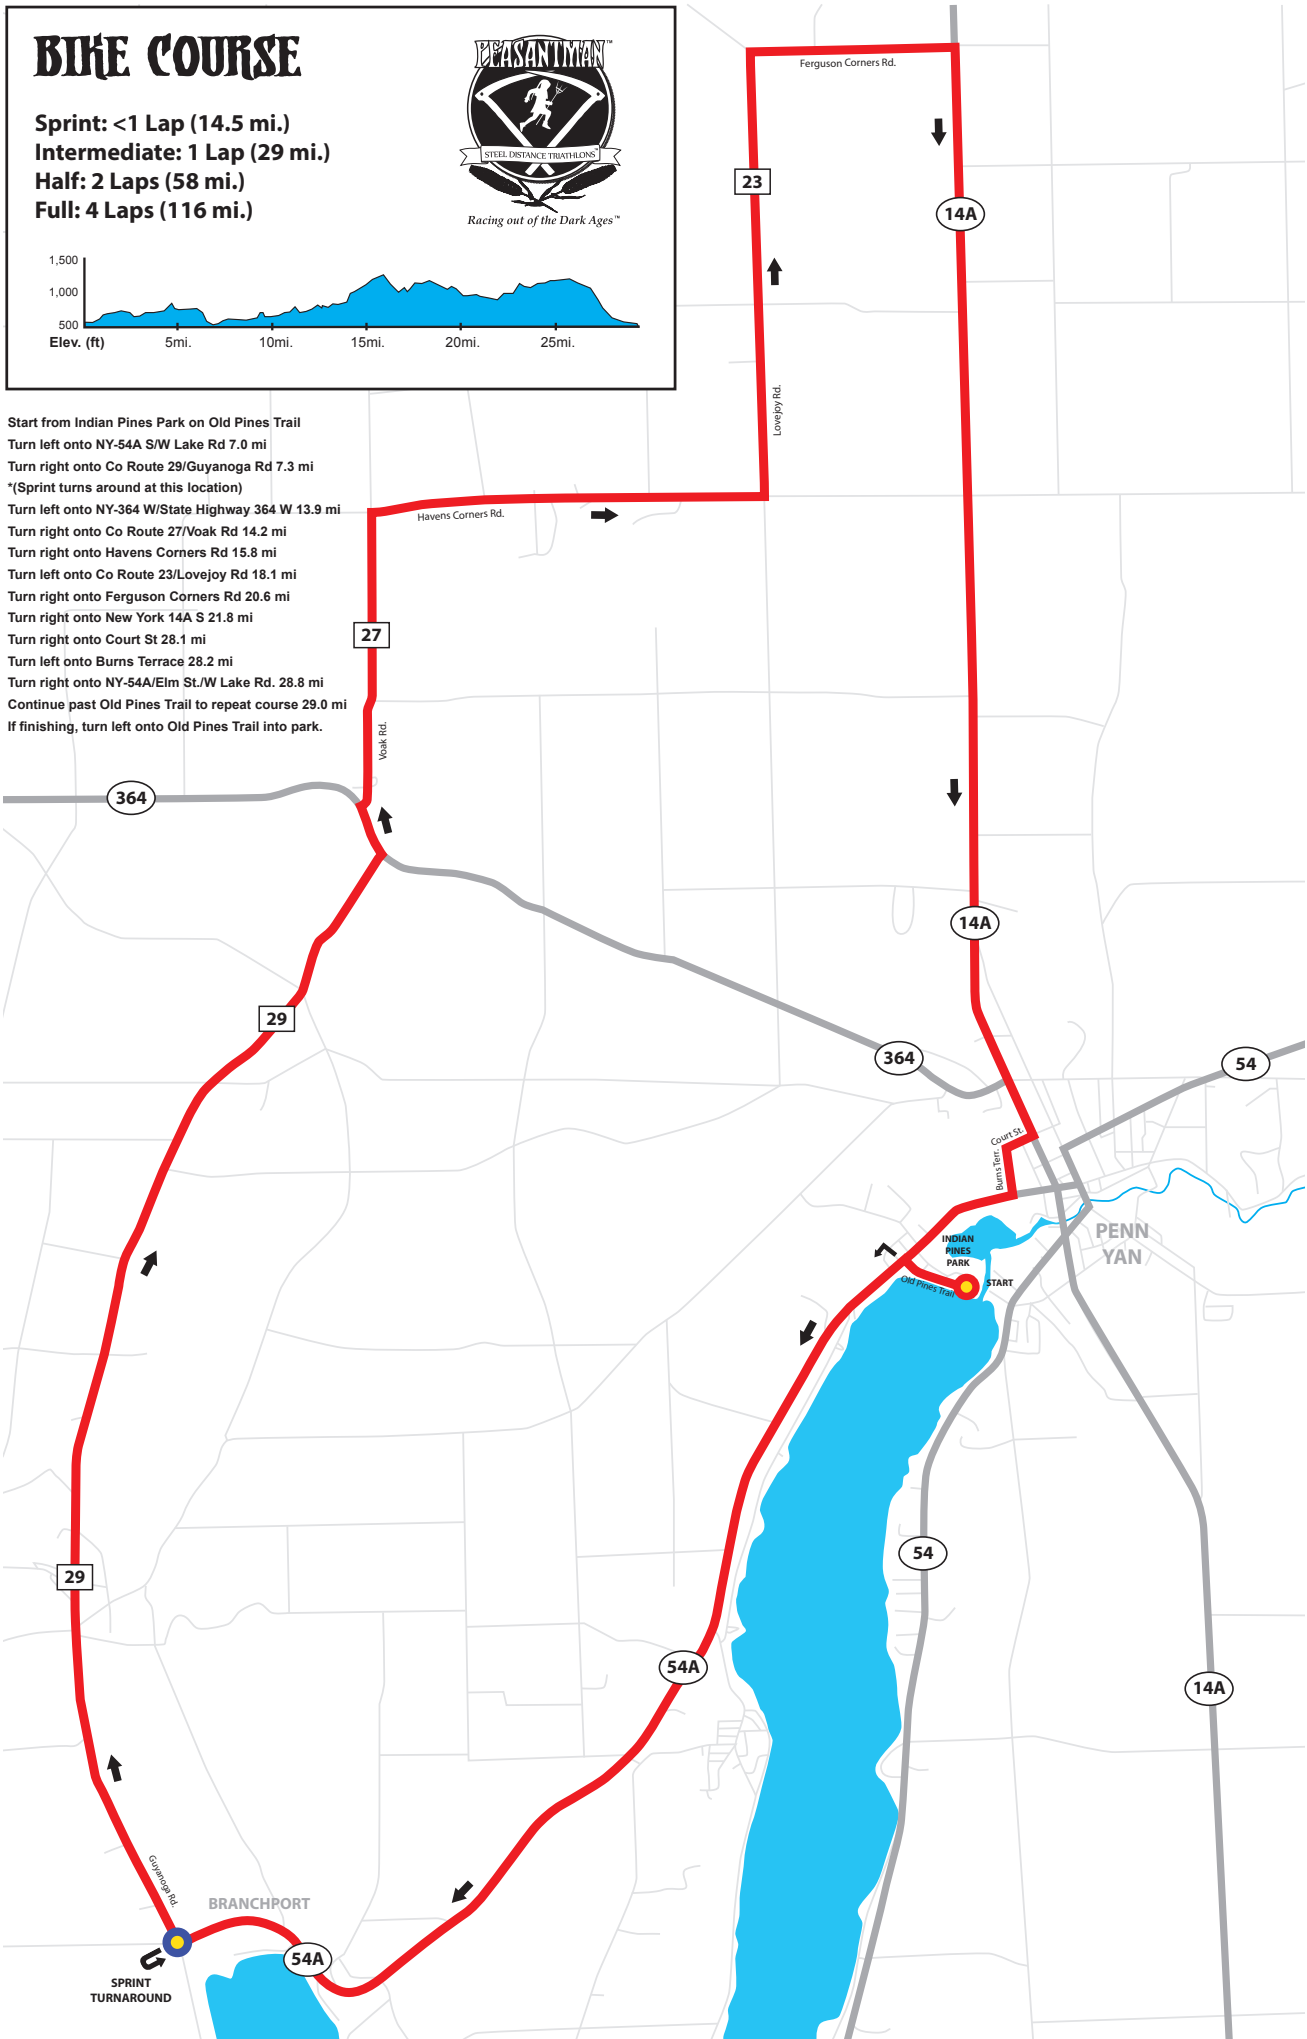 BIKE COURSE
Sprint: <1 Lap (14.5 mi.)
Intermediate: 1 Lap (29 mi.)
Half: 2 Laps (58 mi.)
Full: 4 Laps (116 mi.)
PEASANTMAN™
STEEL DISTANCE TRIATHLONS™
Racing out of the Dark Ages™
1,500
1,000
500
Elev. (ft)
5mi.
10mi.
15mi.
20mi.
25mi.
Start from Indian Pines Park on Old Pines Trail
Turn left onto NY-54A S/W Lake Rd 7.0 mi
Turn right onto Co Route 29/Guyanoga Rd 7.3 mi
*(Sprint turns around at this location)
Turn left onto NY-364 W/State Highway 364 W 13.9 mi
Turn right onto Co Route 27/Voak Rd 14.2 mi
Turn right onto Havens Corners Rd 15.8 mi
Turn left onto Co Route 23/Lovejoy Rd 18.1 mi
Turn right onto Ferguson Corners Rd 20.6 mi
Turn right onto New York 14A S 21.8 mi
Turn right onto Court St 28.1 mi
Turn left onto Burns Terrace 28.2 mi
Turn right onto NY-54A/Elm St./W Lake Rd. 28.8 mi
Continue past Old Pines Trail to repeat course 29.0 mi
If finishing, turn left onto Old Pines Trail into park.
Ferguson Corners Rd.
23
14A
Lovejoy Rd.
Havens Corners Rd.
27
Voak Rd.
364
14A
29
364
54
Court St.
Burns Terr.
PENN
YAN
INDIAN
PINES
PARK
START
Old Pines Trail
54
29
54A
14A
Guyanoga Rd.
BRANCHPORT
54A
SPRINT
TURNAROUND